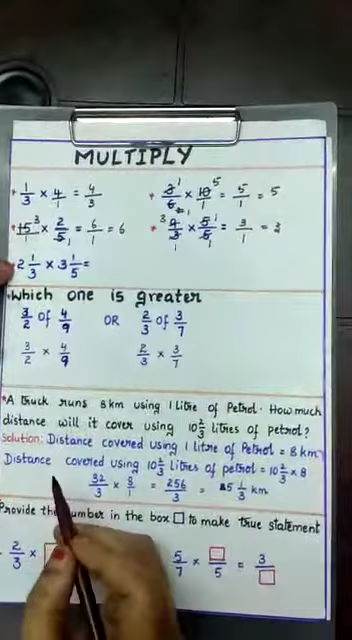 MULTIPLY
1/3 × 4/1 = 4/3
3/6 × 10/1 = 5/1 = 5
15/1 × 2/5 = 6/1 = 6
9/3 × 5/5 = 3/1 = 3
2 1/3 × 3 1/5 =
Which one is greater
3/2 of 4/9 OR 2/3 of 3/7
3/2 × 4/9 2/3 × 3/7
*A truck runs 8km using 1 litre of Petrol. How much
distance will it cover using 10 2/3 litres of petrol?
Solution: Distance covered using 1 litre of Petrol = 8 km
Distance covered using 10 2/3 litres of petrol = 10 2/3 × 8
32/3 × 8/1 = 256/3 = 85 1/3 km
Provide the number in the box □ to make true statement
2/3 × 5/7 × □/5 = 3/□